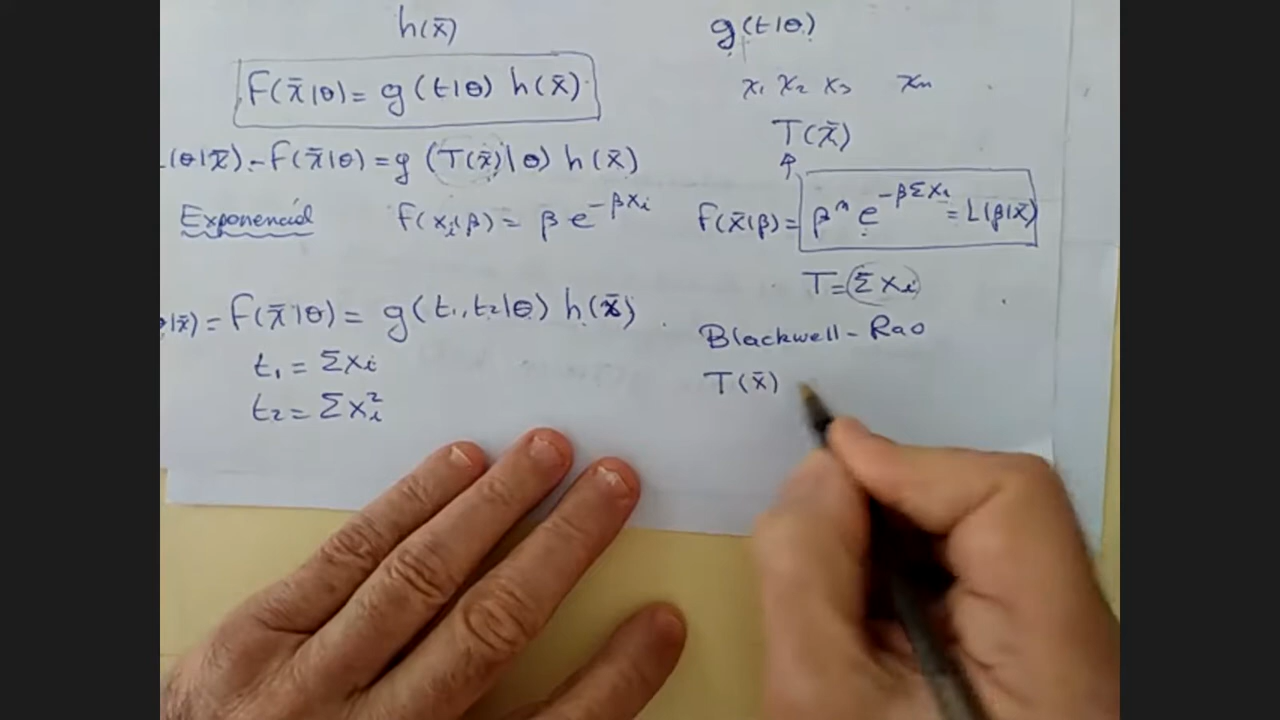 h(x̄)
F(x̄|θ) = g(t|θ) h(x̄)
(θ|x̄) - F(x̄|θ) = g (T(x̄)|θ) h(x̄)
Exponencial F(xᵢ|β) = β e^{-βxᵢ}
|x̄) = F(x̄|θ) = g(t₁, t₂|θ) h(x̄)
t₁ = Σxᵢ
t₂ = Σxᵢ²
g(t|θ)
x₁ x₂ x₃ xₙ
T(x̄)
F(x̄|β) = βⁿ e^{-βΣxᵢ} = L(β|x̄)
T = Σxᵢ
Blackwell - Rao
T(x̄)